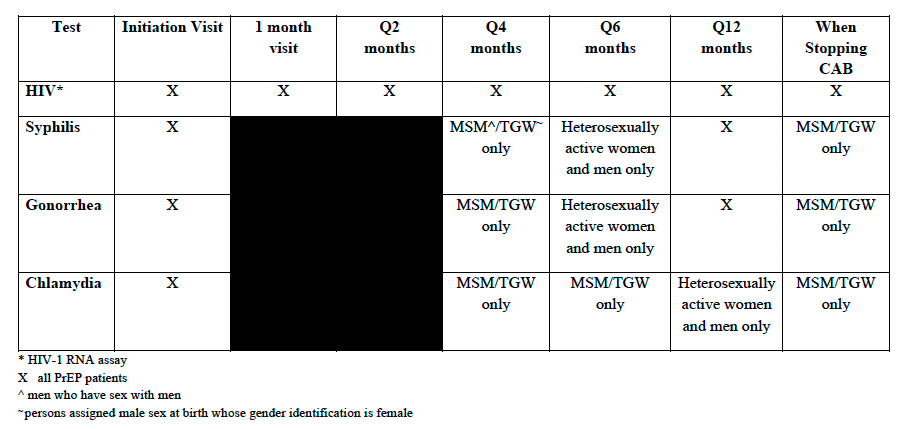 Test Initiation Visit 1 month visit Q2 months Q4 months Q6 months Q12 months When Stopping CAB
HIV* X X X X X X X
Syphilis X MSM^/TGW~ only Heterosexually active women and men only X MSM/TGW only
Gonorrhea X MSM/TGW only Heterosexually active women and men only X MSM/TGW only
Chlamydia X MSM/TGW only MSM/TGW only Heterosexually active women and men only MSM/TGW only
* HIV-1 RNA assay
X all PrEP patients
^ men who have sex with men
~persons assigned male sex at birth whose gender identification is female